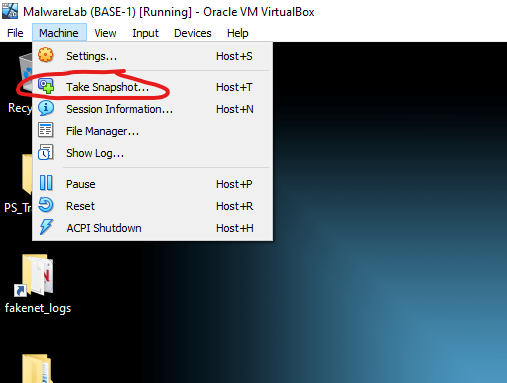 MalwareLab (BASE-1) [Running] - Oracle VM VirtualBox
File Machine View Input Devices Help
Settings... Host+S
Take Snapshot... Host+T
Session Information... Host+N
File Manager...
Show Log...
Pause Host+P
Reset Host+R
ACPI Shutdown Host+H
Recy
PS_Tr
fakenet_logs